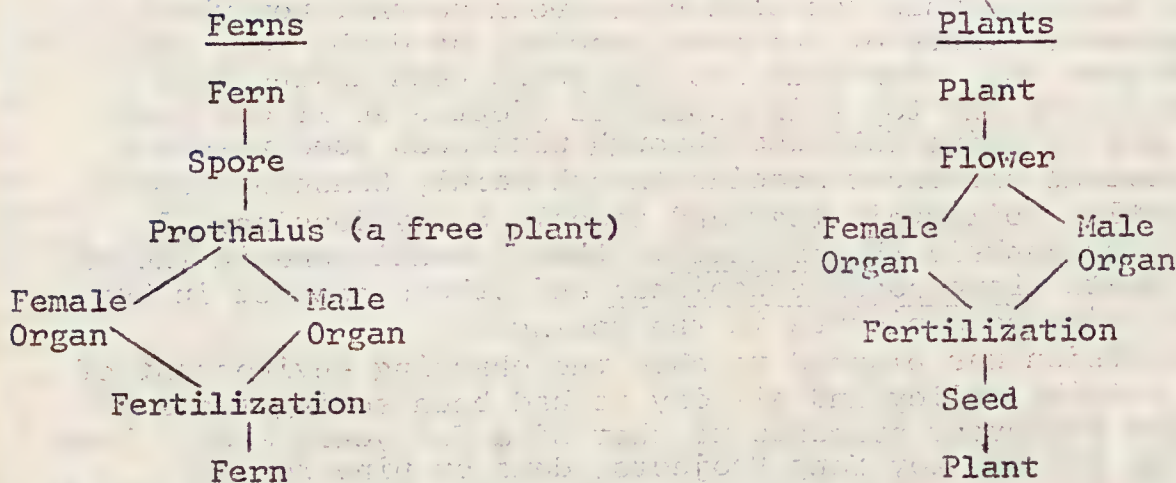 Ferns
Fern
Spore
Prothalus (a free plant)
Female Male
Organ Organ
Fertilization
Fern
Plants
Plant
Flower
Female Male
Organ Organ
Fertilization
Seed
Plant